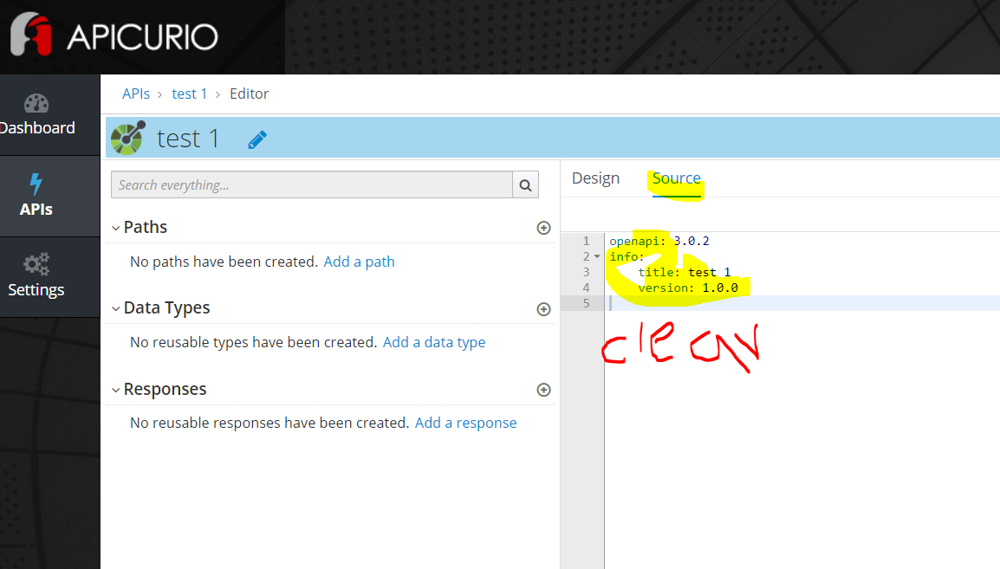 APICURIO
Dashboard
APIs
Settings
APIs › test 1 › Editor
test 1
Search everything...
Paths
No paths have been created. Add a path
Data Types
No reusable types have been created. Add a data type
Responses
No reusable responses have been created. Add a response
Design Source
1 openapi: 3.0.2
2 info:
3 title: test 1
4 version: 1.0.0
5
clean